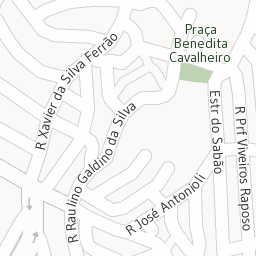 Praça
Benedita
Cavalheiro
R Xavier da Silva Ferrão
R Raulino Galdino da Silva
Estr do Sabão
R Prf Viveiros Raposo
R José Antonioli